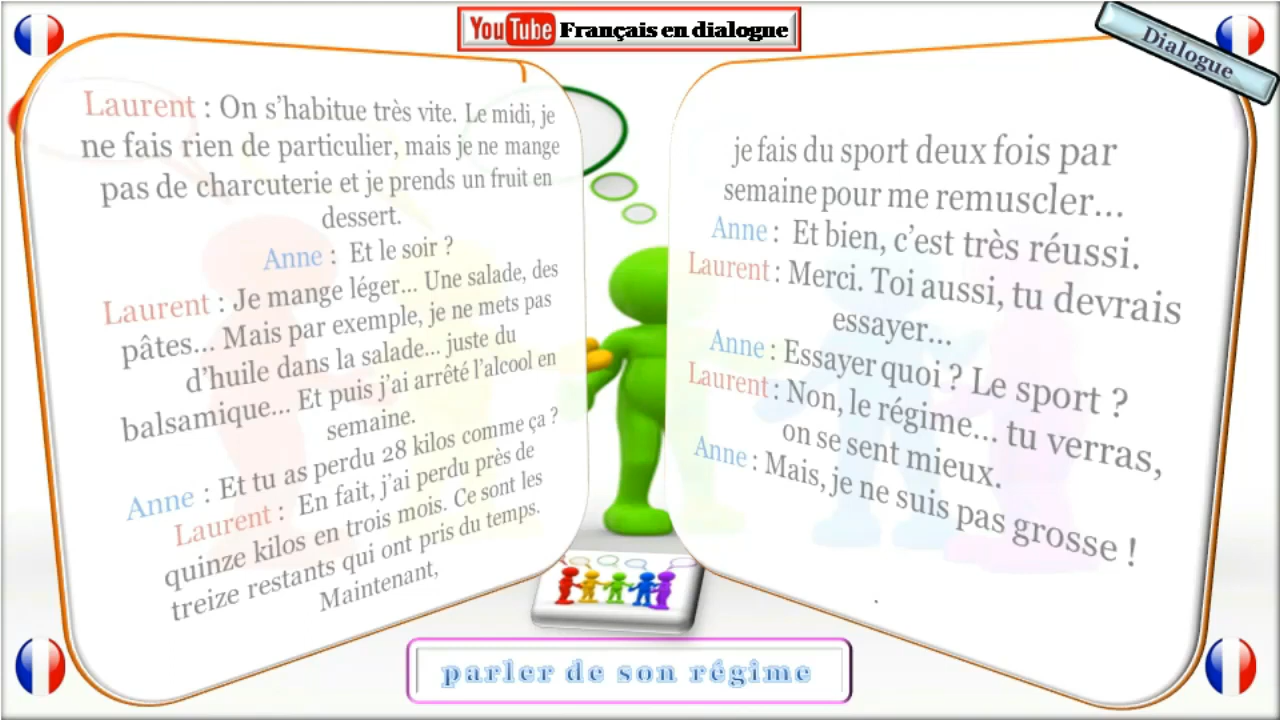 YouTube Français en dialogue
Dialogue
Laurent : On s'habitue très vite. Le midi, je
ne fais rien de particulier, mais je ne mange
pas de charcuterie et je prends un fruit en
dessert.
Anne : Et le soir ?
Laurent : Je mange léger... Une salade, des
pâtes... Mais par exemple, je ne mets pas
d'huile dans la salade... juste du
balsamique... Et puis j'ai arrêté l'alcool en
semaine.
Anne : Et tu as perdu 28 kilos comme ça ?
Laurent : En fait, j'ai perdu près de
quinze kilos en trois mois. Ce sont les
treize restants qui ont pris du temps.
Maintenant,
je fais du sport deux fois par
semaine pour me remuscler...
Anne : Et bien, c'est très réussi.
Laurent : Merci. Toi aussi, tu devrais
essayer...
Anne : Essayer quoi ? Le sport ?
Laurent : Non, le régime... tu verras,
on se sent mieux.
Anne : Mais, je ne suis pas grosse !
.
parler de son régime